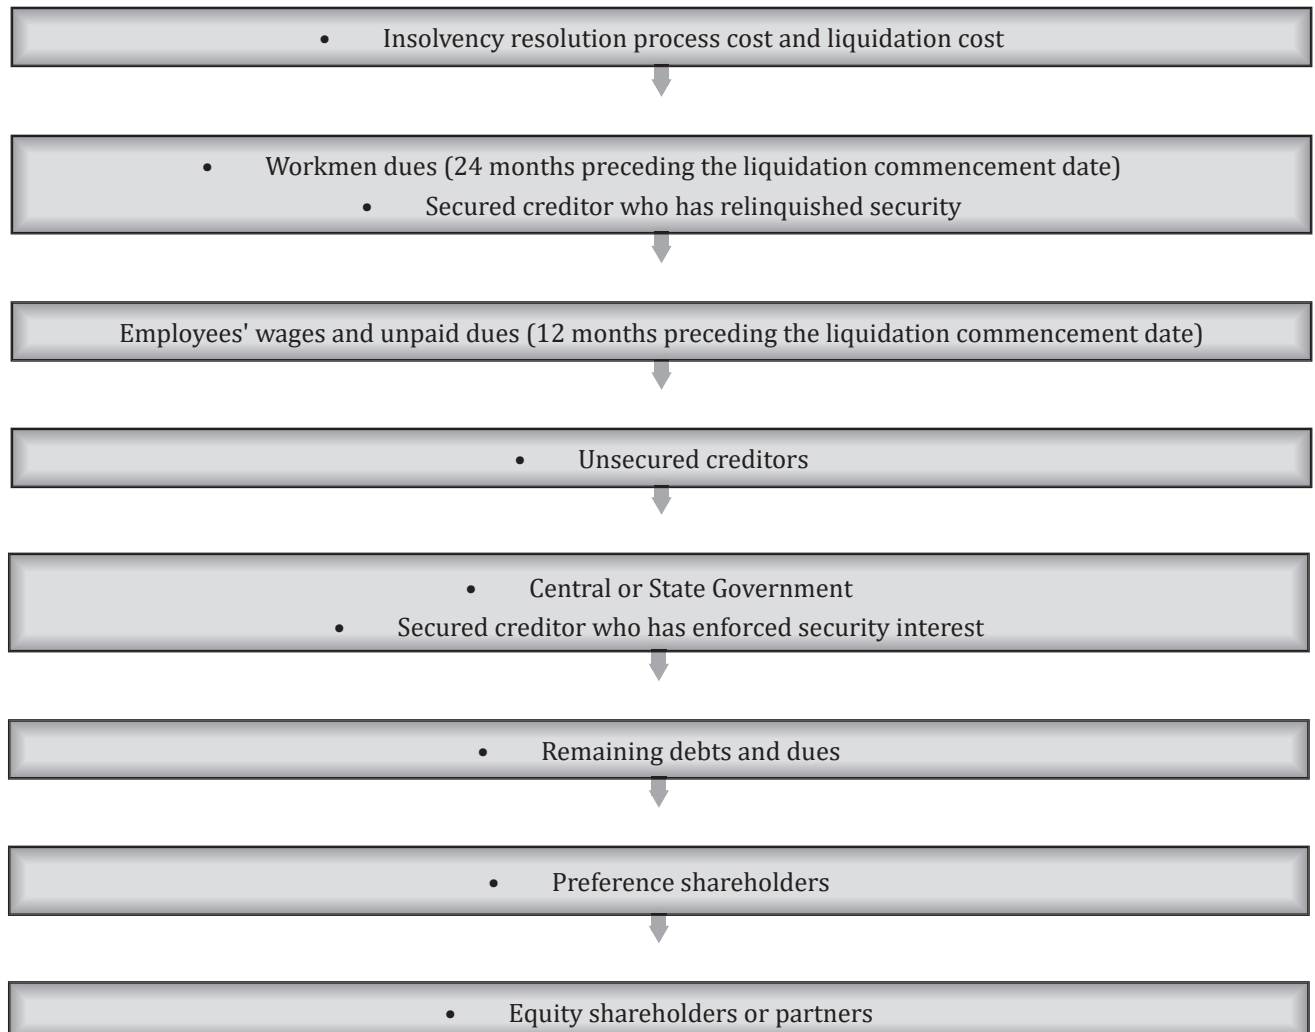 • Insolvency resolution process cost and liquidation cost
• Workmen dues (24 months preceding the liquidation commencement date)
• Secured creditor who has relinquished security
Employees' wages and unpaid dues (12 months preceding the liquidation commencement date)
• Unsecured creditors
• Central or State Government
• Secured creditor who has enforced security interest
• Remaining debts and dues
• Preference shareholders
• Equity shareholders or partners